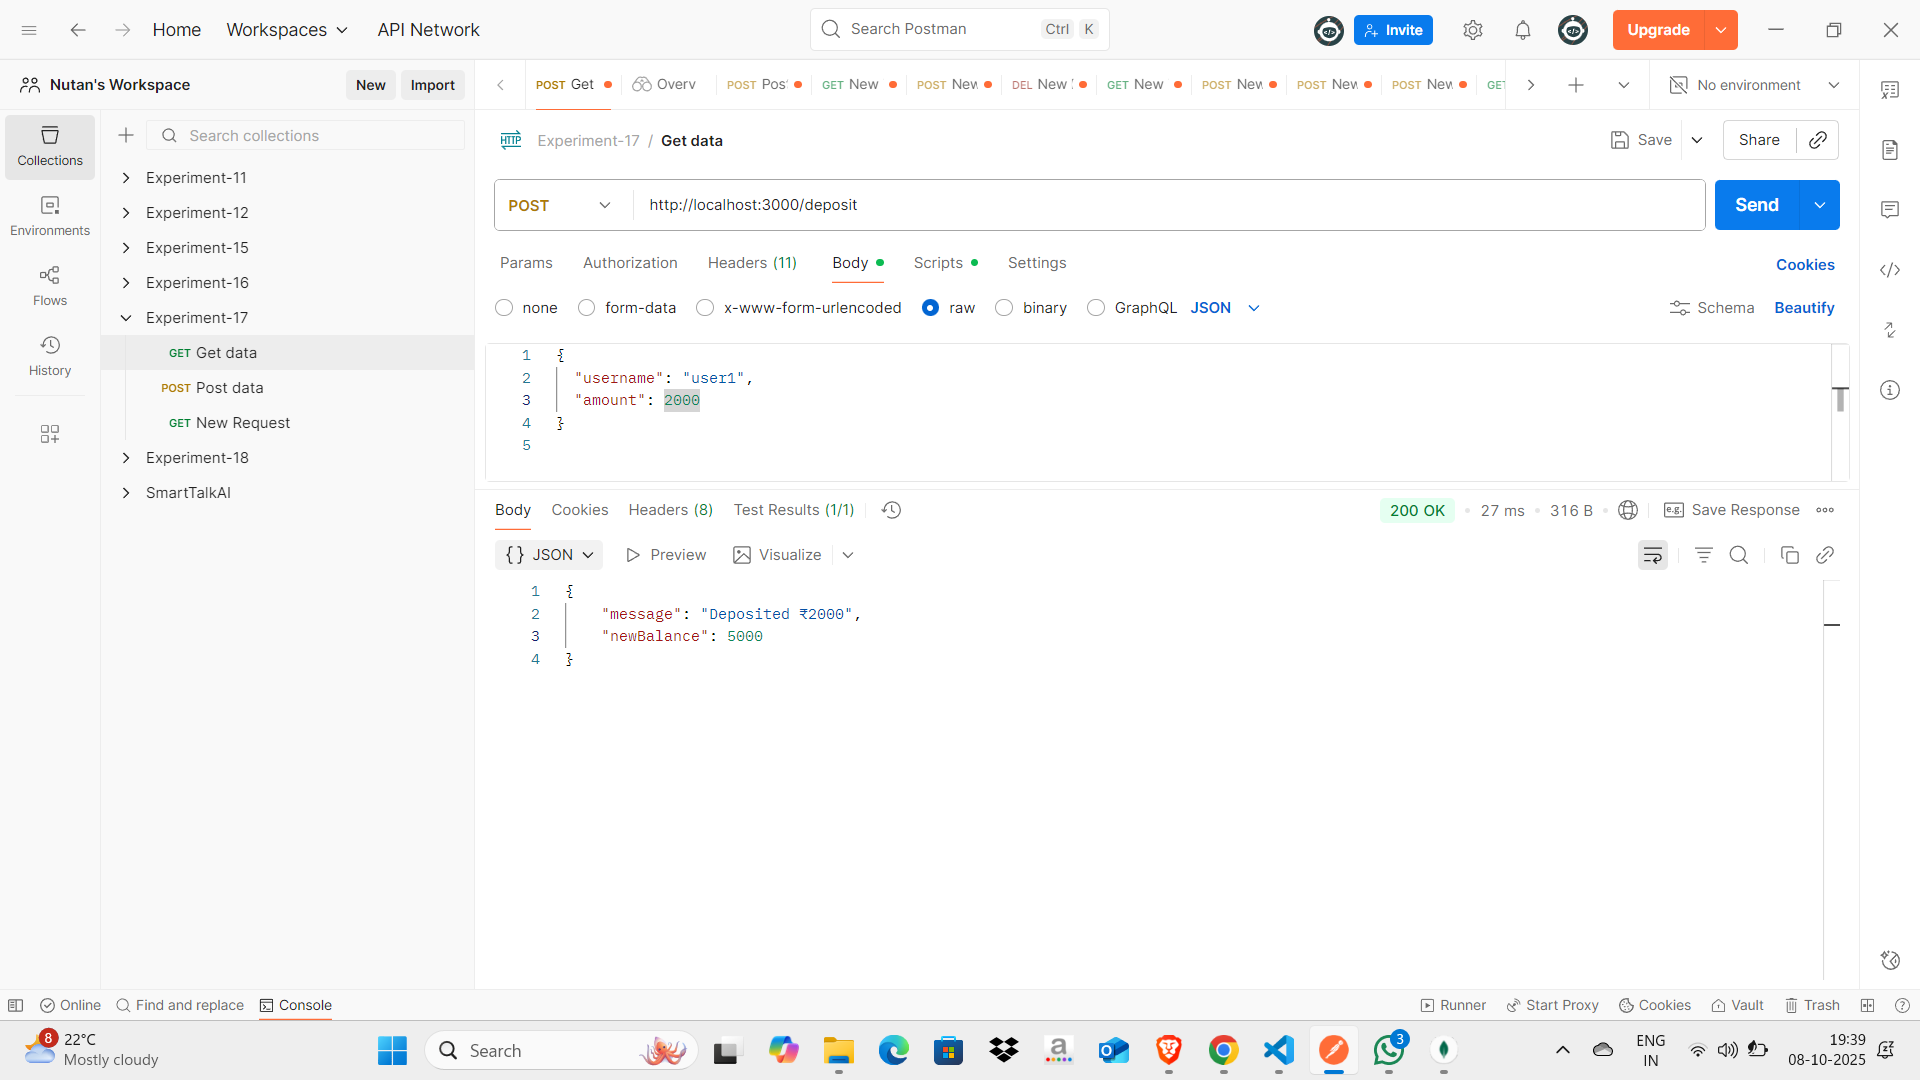 Home
Workspaces
API Network
Search Postman
Ctrl
K
Invite
Upgrade
Nutan's Workspace
New
Import
POST Get
Overv
POST Pos
GET New
POST New
DEL New
GET New
POST New
POST New
POST New
GET
No environment
Collections
Search collections
Experiment-17 / Get data
Save
Share
Experiment-11
Experiment-12
Experiment-15
Experiment-16
Experiment-17
GET Get data
POST Post data
GET New Request
Experiment-18
SmartTalkAI
Environments
Flows
History
POST
http://localhost:3000/deposit
Send
Params
Authorization
Headers (11)
Body
Scripts
Settings
Cookies
none
form-data
x-www-form-urlencoded
raw
binary
GraphQL
JSON
Schema
Beautify
1 {
2 "username": "user1",
3 "amount": 2000
4 }
5
Body
Cookies
Headers (8)
Test Results (1/1)
200 OK
27 ms
316 B
e.g. Save Response
{} JSON
Preview
Visualize
1 {
2 "message": "Deposited ₹2000",
3 "newBalance": 5000
4 }
Online
Find and replace
Console
Runner
Start Proxy
Cookies
Vault
Trash
8
22°C
Mostly cloudy
Search
a
3
ENG
IN
19:39
08-10-2025